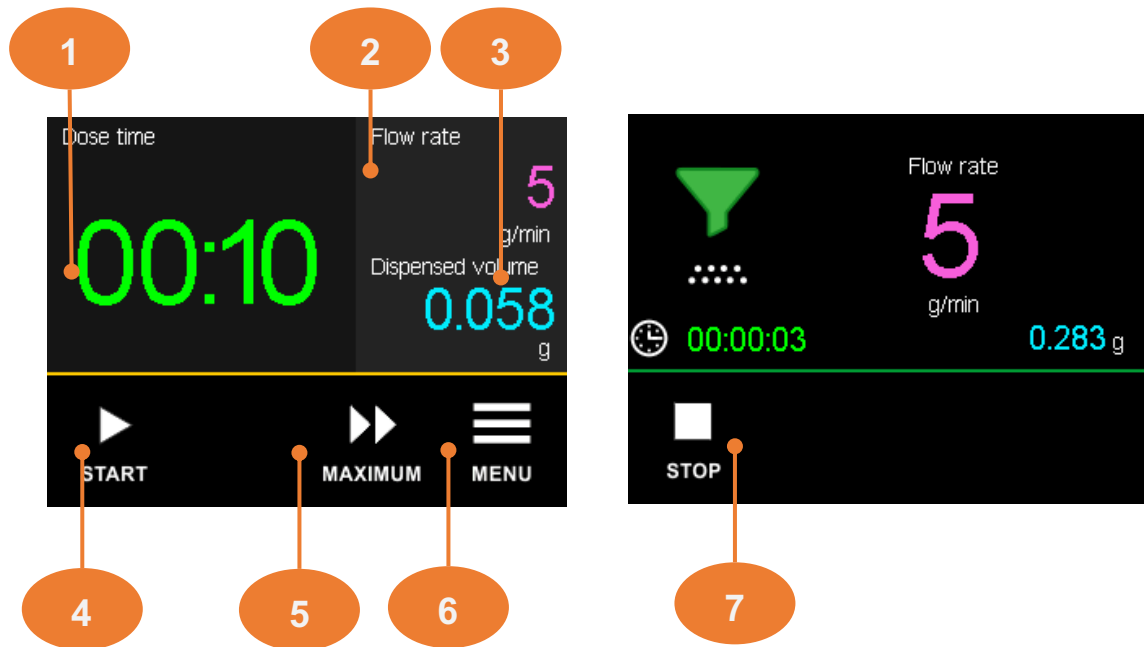 1
2
3
Dose time
00:10
Flow rate
5
g/min
Dispensed volume
0.058
g
START
MAXIMUM
MENU
4
5
6
Flow rate
5
g/min
00:00:03
0.283 g
STOP
7